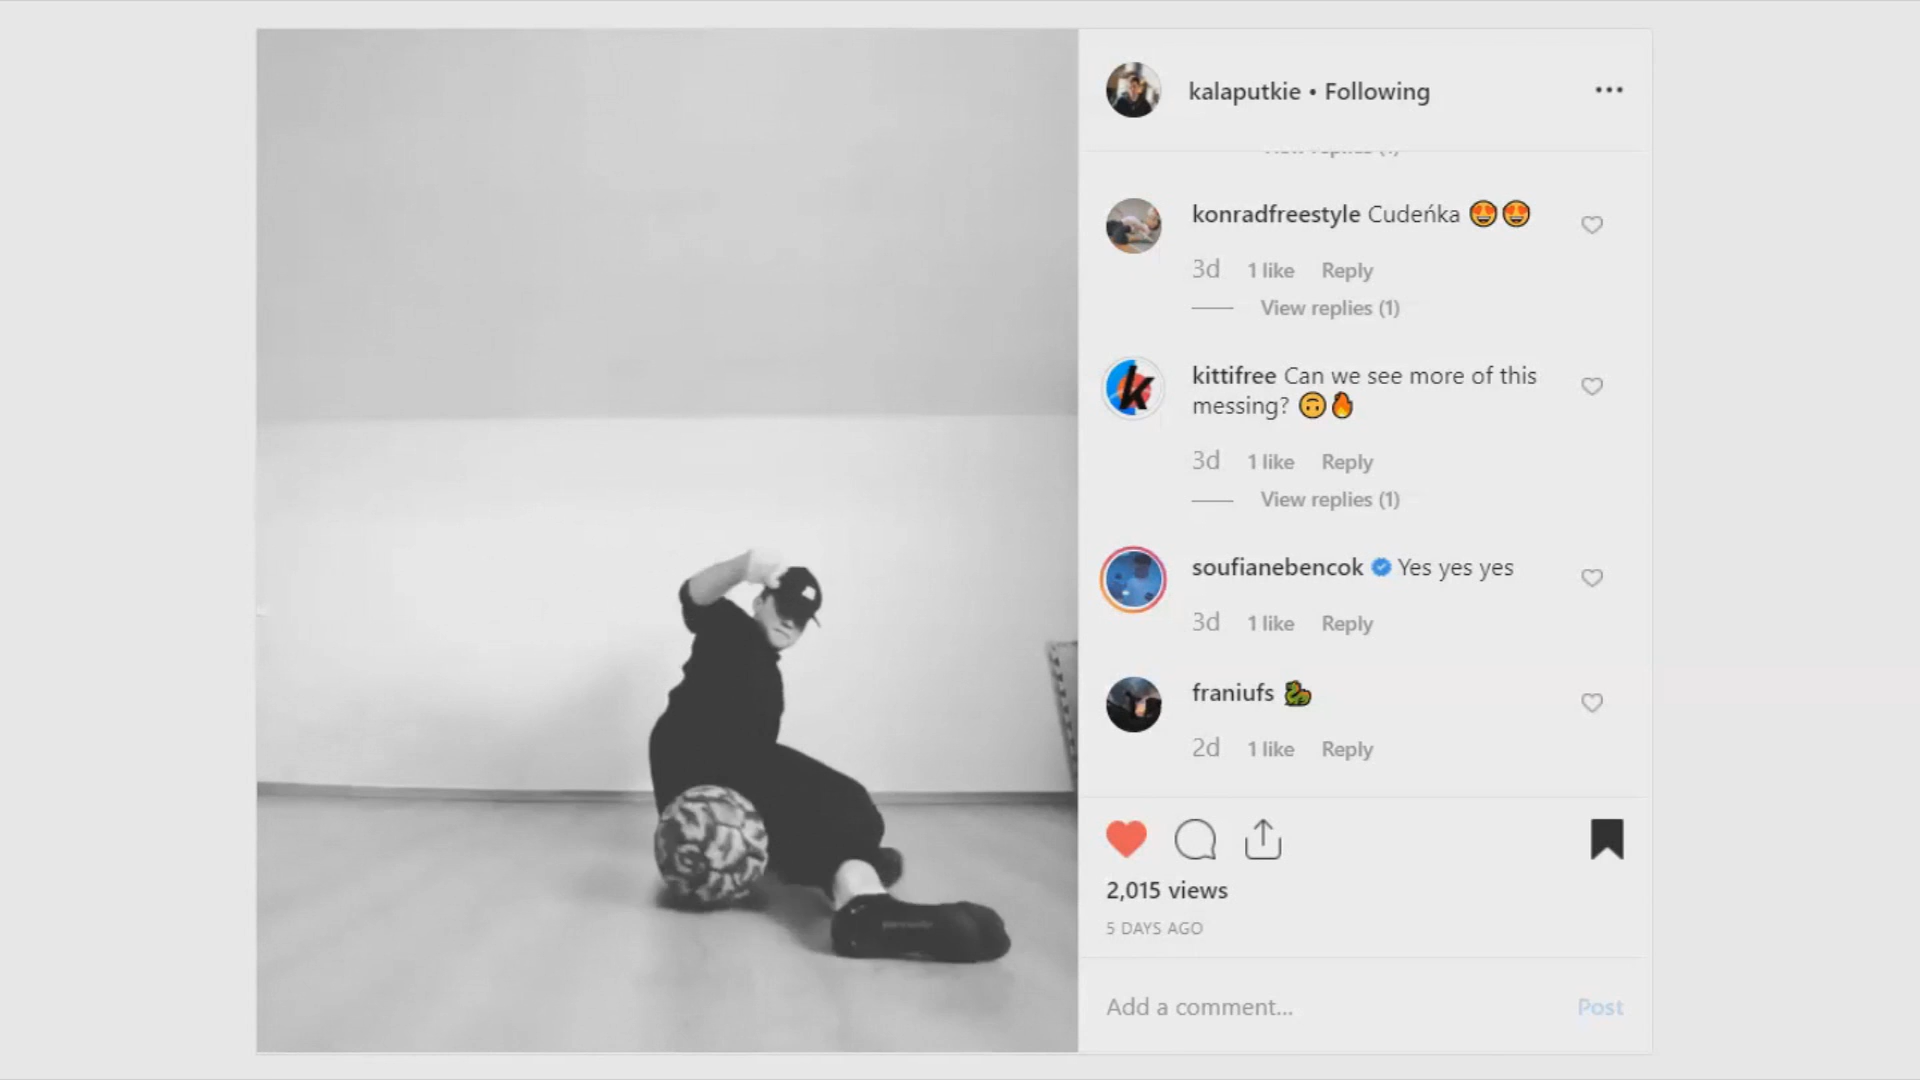 kalaputkie • Following
konradfreestyle Cudeńka 😍😍
3d 1 like Reply
View replies (1)
kittifree Can we see more of this
messing? 🙃🔥
3d 1 like Reply
View replies (1)
soufianebencok Yes yes yes
3d 1 like Reply
franiufs 🐉
2d 1 like Reply
2,015 views
5 DAYS AGO
Add a comment... Post